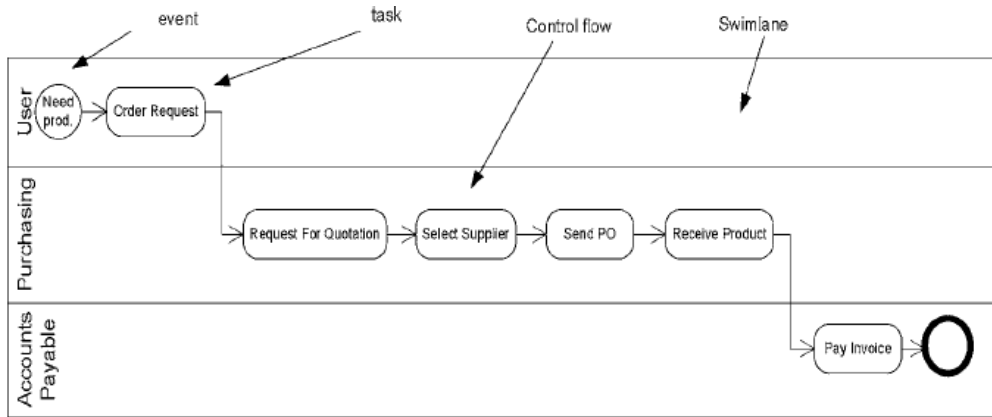 event
task
Control flow
Swimlane
User
Need
prod.
Order Request
Purchasing
Request For Quotation
Select Supplier
Send PO
Receive Product
Accounts
Payable
Pay Invoice